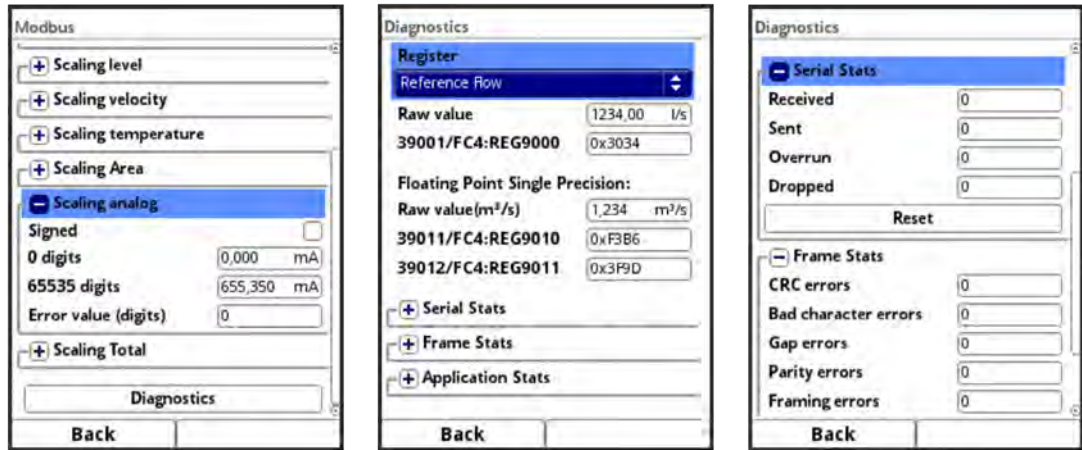 Modbus
Scaling level
Scaling velocity
Scaling temperature
Scaling Area
Scaling analog
Signed
0 digits 0,000 mA
65535 digits 655,350 mA
Error value (digits) 0
Scaling Total
Diagnostics
Back
Diagnostics
Register
Reference Flow
Raw value 1234,00 l/s
39001/FC4:REG9000 0x3034
Floating Point Single Precision:
Raw value(m³/s) 1,234 m³/s
39011/FC4:REG9010 0xF3B6
39012/FC4:REG9011 0x3F9D
Serial Stats
Frame Stats
Application Stats
Back
Diagnostics
Serial Stats
Received 0
Sent 0
Overrun 0
Dropped 0
Reset
Frame Stats
CRC errors 0
Bad character errors 0
Gap errors 0
Parity errors 0
Framing errors 0
Back